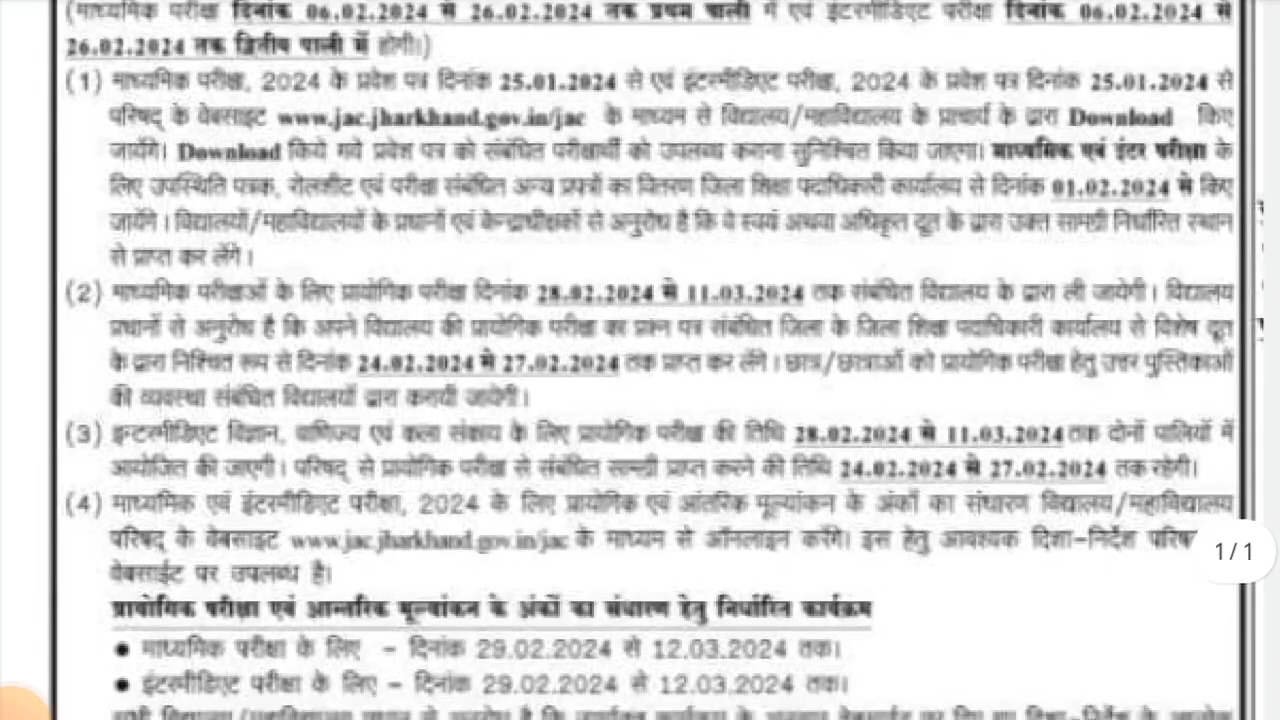 (माध्यमिक परीक्षा दिनांक 06.02.2024 से 26.02.2024 तक प्रथम पाली में एवं इंटरमीडिएट परीक्षा दिनांक 06.02.2024 से
26.02.2024 तक द्वितीय पाली में होगी।)
(1) माध्यमिक परीक्षा, 2024 के प्रवेश पत्र दिनांक 25.01.2024 से एवं इंटरमीडिएट परीक्षा, 2024 के प्रवेश पत्र दिनांक 25.01.2024 से
परिषद् के वेबसाइट www.jac.jharkhand.gov.in/jac के माध्यम से विद्यालय/महाविद्यालय के प्राचार्य के द्वारा Download किए
जायेंगे। Download किये गये प्रवेश पत्र को संबंधित परीक्षार्थी को उपलब्ध कराना सुनिश्चित किया जाएगा। माध्यमिक एवं इंटर परीक्षा के
लिए उपस्थिति पत्रक, रोलशीट एवं परीक्षा संबंधित अन्य प्रपत्रों का वितरण जिला शिक्षा पदाधिकारी कार्यालय से दिनांक 01.02.2024 से किए
जायेंगे। विद्यालयों/महाविद्यालयों के प्रधानों एवं केन्द्राधीक्षकों से अनुरोध है कि वे स्वयं अथवा अधिकृत दूत के द्वारा उक्त सामग्री निर्धारित स्थान
से प्राप्त कर लेंगे।
(2) माध्यमिक परीक्षाओं के लिए प्रायोगिक परीक्षा दिनांक 28.02.2024 से 11.03.2024 तक संबंधित विद्यालय के द्वारा ली जायेगी। विद्यालय
प्रधानों से अनुरोध है कि अपने विद्यालय की प्रायोगिक परीक्षा का प्रश्न पत्र संबंधित जिला के जिला शिक्षा पदाधिकारी कार्यालय से विशेष दूत
के द्वारा निश्चित रूप से दिनांक 24.02.2024 से 27.02.2024 तक प्राप्त कर लेंगे। छात्र/छात्राओं को प्रायोगिक परीक्षा हेतु उत्तर पुस्तिकाओं
की व्यवस्था संबंधित विद्यालयों द्वारा करायी जायेगी।
(3) इन्टरमीडिएट विज्ञान, वाणिज्य एवं कला संकाय के लिए प्रायोगिक परीक्षा की तिथि 28.02.2024 से 11.03.2024 तक दोनों पालियों में
आयोजित की जाएगी। परिषद् से प्रायोगिक परीक्षा से संबंधित सामग्री प्राप्त करने की तिथि 24.02.2024 से 27.02.2024 तक रहेगी।
(4) माध्यमिक एवं इंटरमीडिएट परीक्षा, 2024 के लिए प्रायोगिक एवं आंतरिक मूल्यांकन के अंकों का संधारण विद्यालय/महाविद्यालय
परिषद् के वेबसाइट www.jac.jharkhand.gov.in/jac के माध्यम से ऑनलाइन करेंगे। इस हेतु आवश्यक दिशा-निर्देश परिष
वेबसाईट पर उपलब्ध है।
1/1
प्रायोगिक परीक्षा एवं आन्तरिक मूल्यांकन के अंकों का संधारण हेतु निर्धारित कार्यक्रम
● माध्यमिक परीक्षा के लिए - दिनांक 29.02.2024 से 12.03.2024 तक।
● इंटरमीडिएट परीक्षा के लिए - दिनांक 29.02.2024 से 12.03.2024 तक।